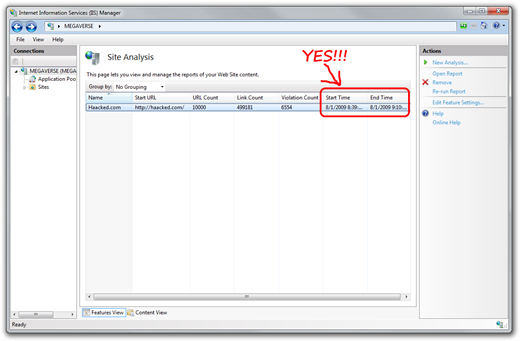 Internet Information Services (IIS) Manager
MEGAVERSE
File View Help
Connections
MEGAVERSE (MEGA
Application Poo
Sites
Site Analysis
YES!!!
This page lets you view and manage the reports of your Web Site content.
Group by: No Grouping
Name Start URL URL Count Link Count Violation Count Start Time End Time
Haacked.com http://haacked.com/ 10000 499181 6554 8/1/2009 8:39:... 8/1/2009 9:10:...
Features View Content View
Ready
Actions
New Analysis...
Open Report
Remove
Re-run Report
Edit Feature Settings...
Help
Online Help